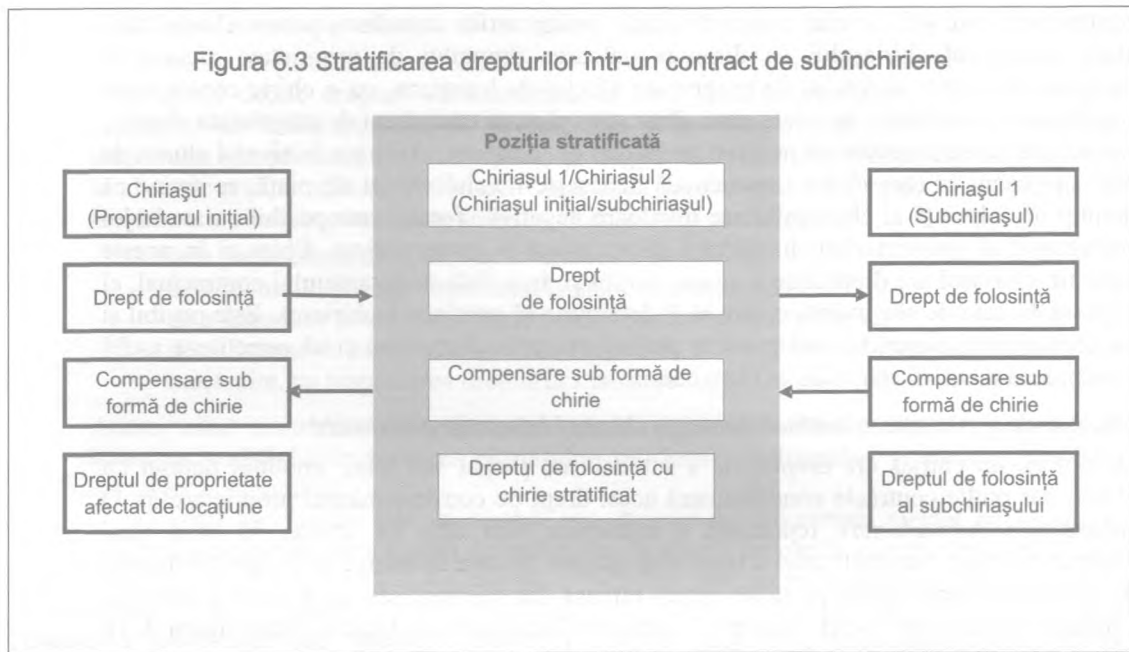 Figura 6.3 Stratificarea drepturilor într-un contract de subînchiriere
Poziția stratificată
Chiriașul 1
(Proprietaru inițial)
Chiriașul 1/Chiriașul 2
(Chiriașul inițial/subchiriașul)
Chiriașul 1
(Subchiriașul)
Drept de folosință
Drept
de folosință
Drept de folosință
Compensare sub
formă de chirie
Compensare sub formă de
chirie
Compensare sub
formă de chirie
Dreptul de proprietate
afectat de locațiune
Dreptul de folosință cu
chirie stratificat
Dreptul de folosință
al subchiriașului